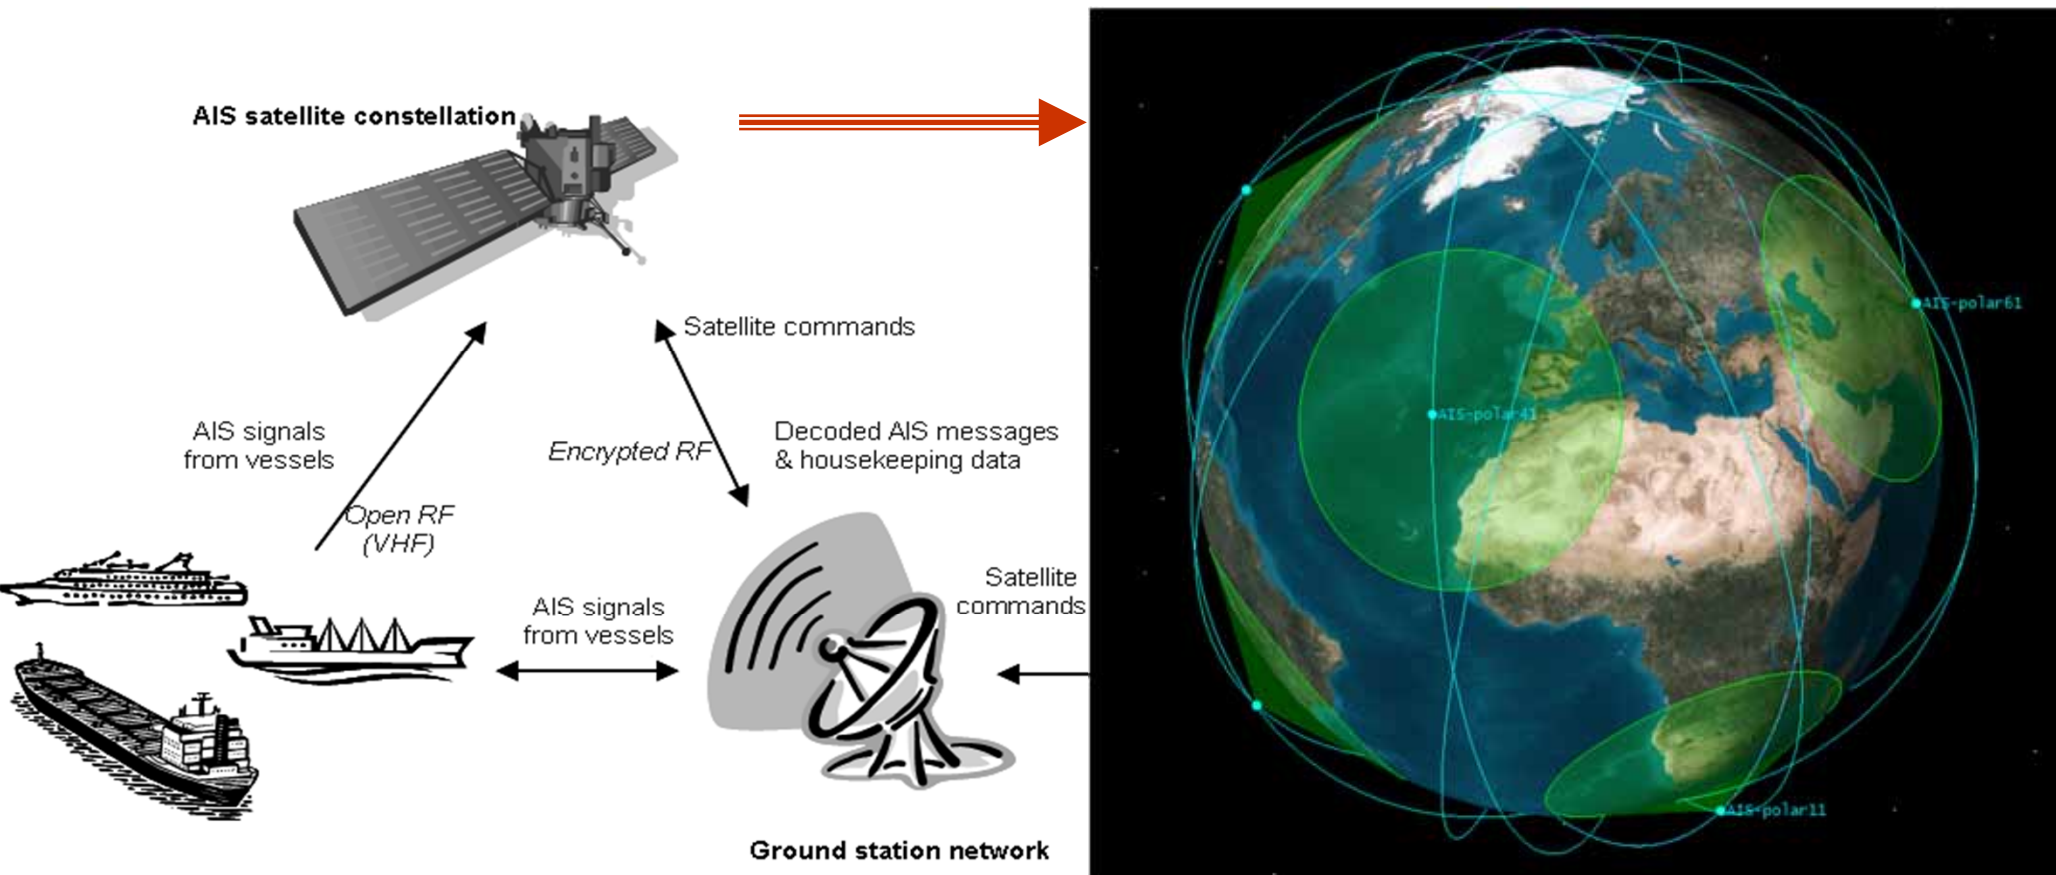 AIS satellite constellation
Satellite commands
AIS signals
from vessels
Encrypted RF
Decoded AIS messages
& housekeeping data
Open RF
(VHF)
AIS signals
from vessels
Satellite
commands
Ground station network
AIS-polar61
AIS-polar41
AIS-polar11